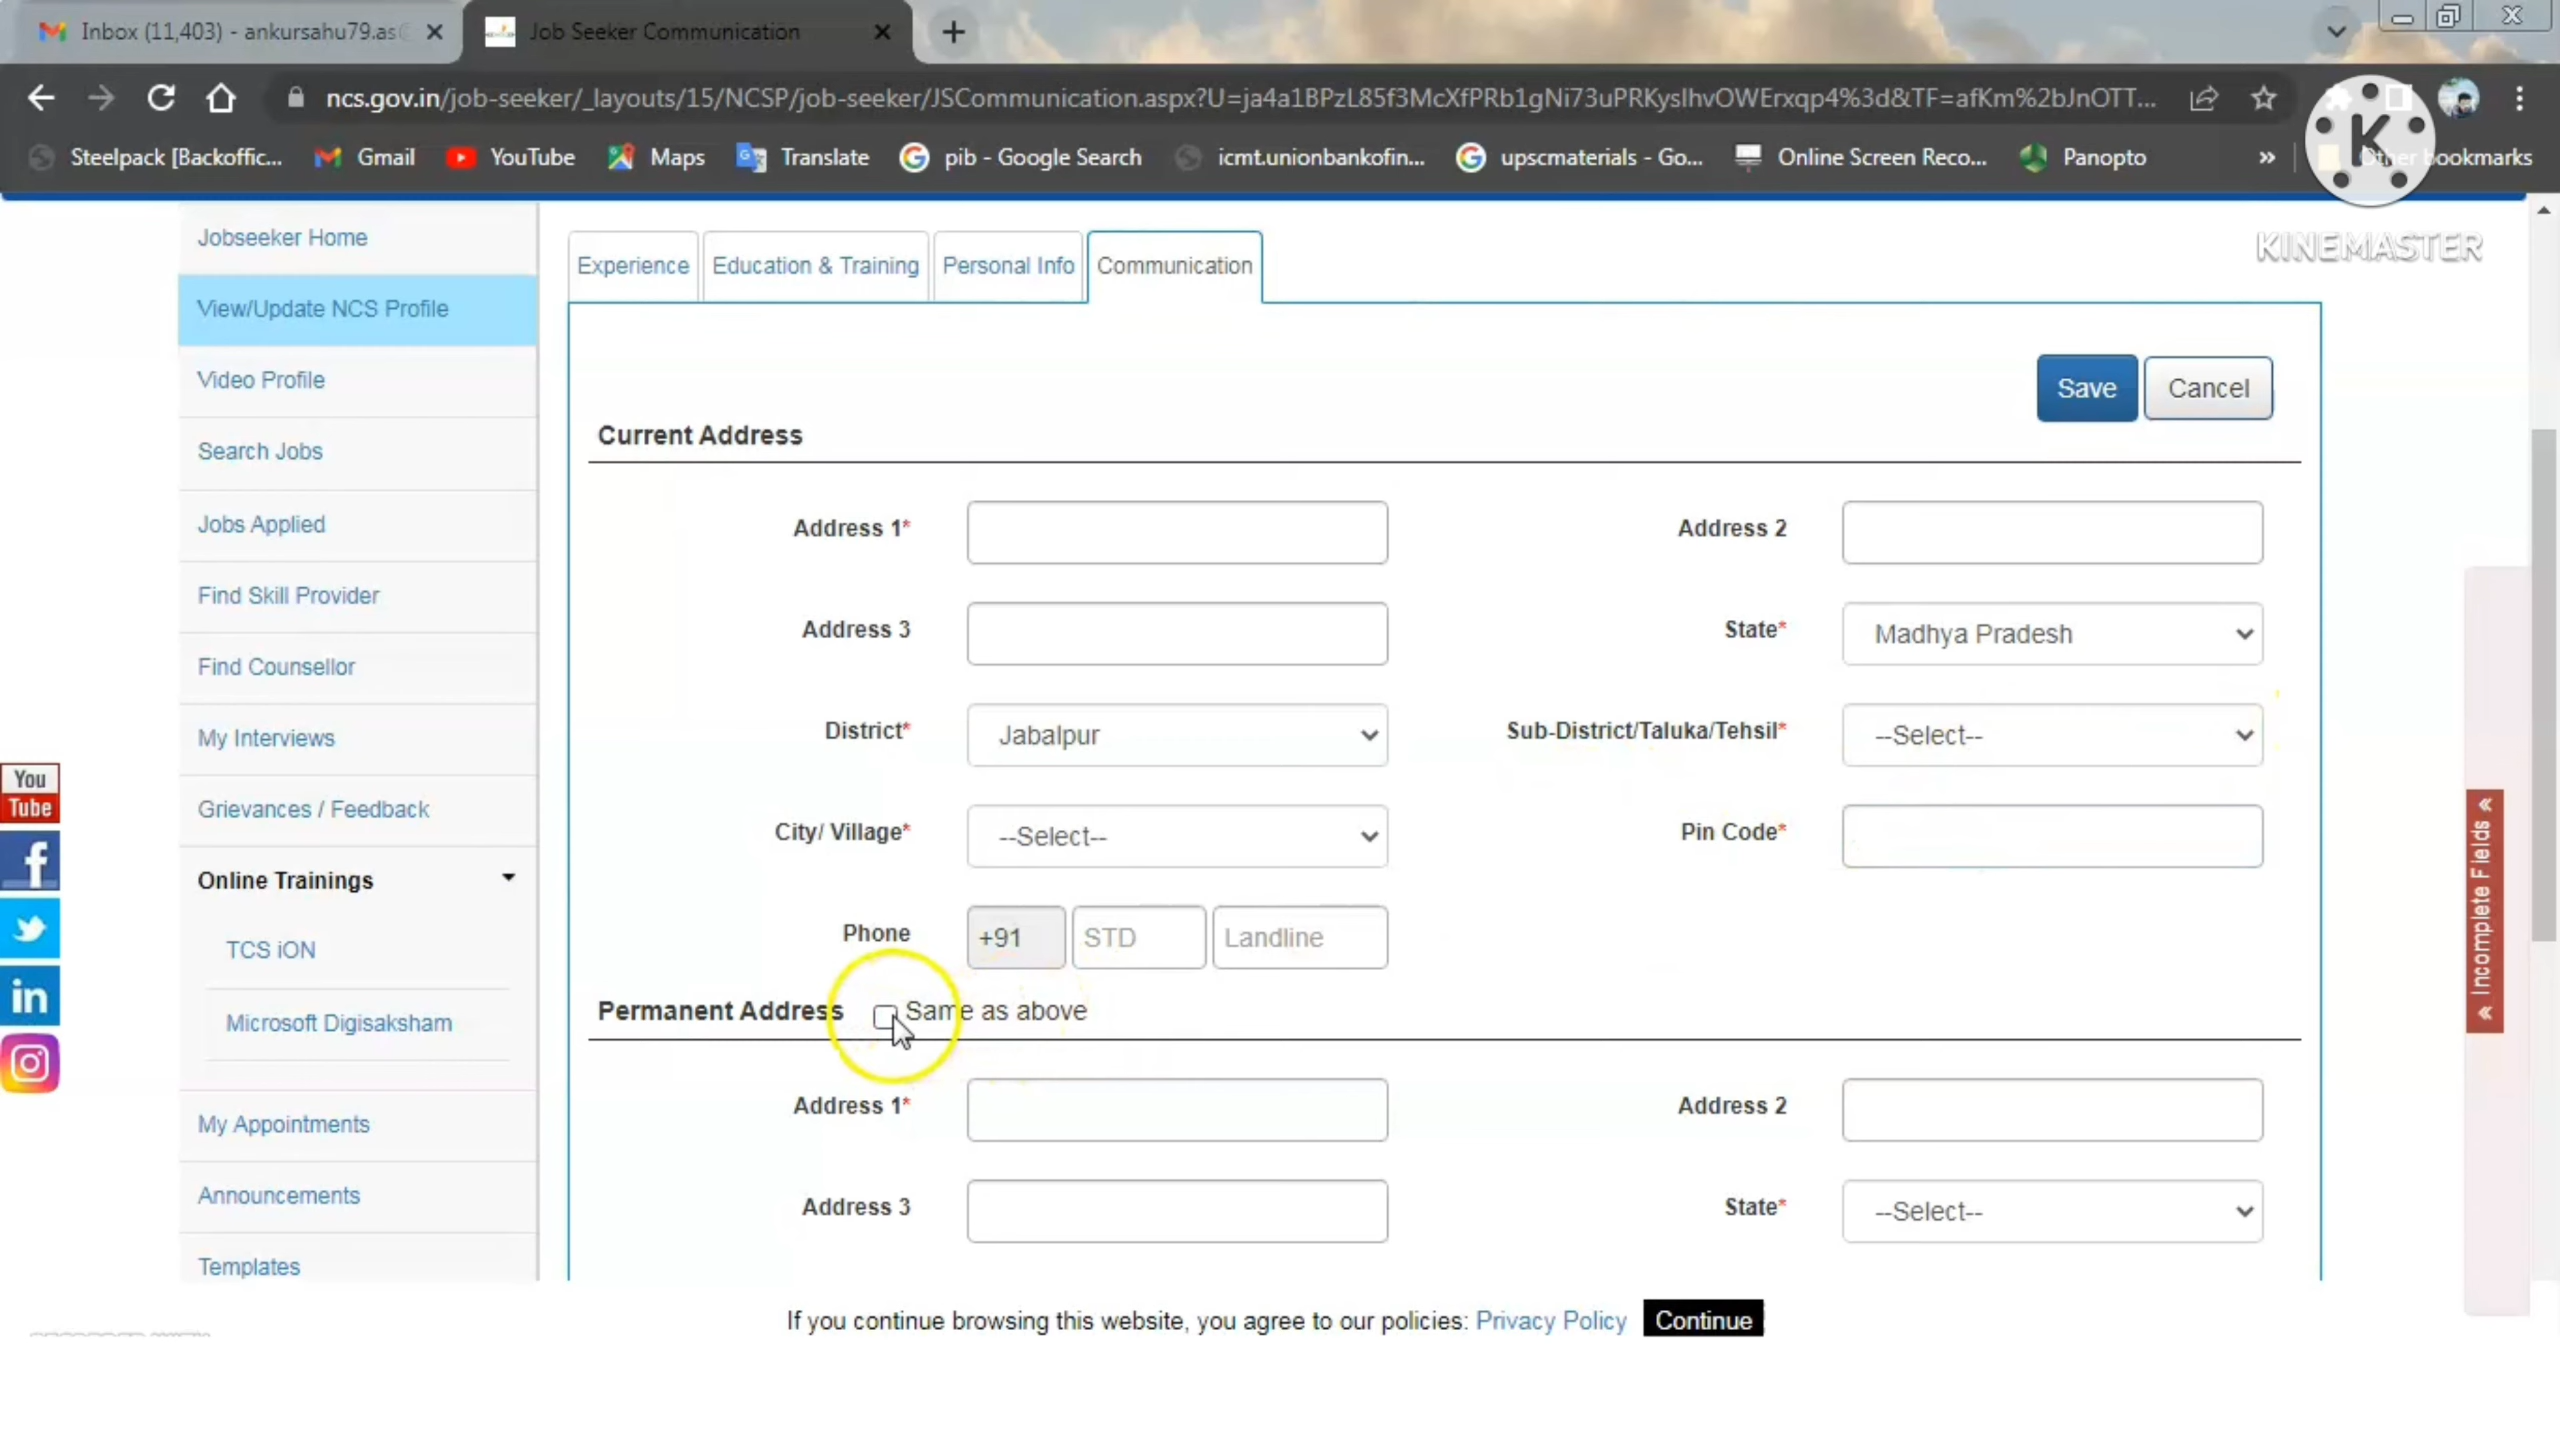 Inbox (11,403) - ankursahu79.as@
Job Seeker Communication
ncs.gov.in/job-seeker/_layouts/15/NCSP/job-seeker/JSCommunication.aspx?U=ja4a1BPzL85f3McXfPRb1gNi73uPRKyslhvOWErxqp4%3d&TF=afKm%2bJnOTT...
Steelpack [Backoffic...
Gmail
YouTube
Maps
Translate
pib - Google Search
icmt.unionbankofin...
upscmaterials - Go...
Online Screen Reco...
Panopto
»
Other bookmarks
K
KINEMASTER
Jobseeker Home
View/Update NCS Profile
Video Profile
Search Jobs
Jobs Applied
Find Skill Provider
Find Counsellor
My Interviews
Grievances / Feedback
Online Trainings
TCS iON
Microsoft Digisaksham
My Appointments
Announcements
Templates
You
Tube
f
in
Experience
Education & Training
Personal Info
Communication
Save
Cancel
Current Address
Address 1*
Address 2
Address 3
State*
Madhya Pradesh
District*
Jabalpur
Sub-District/Taluka/Tehsil*
--Select--
City/ Village*
--Select--
Pin Code*
Phone
+91
STD
Landline
Permanent Address
Same as above
Address 1*
Address 2
Address 3
State*
--Select--
« Incomplete Fields »
If you continue browsing this website, you agree to our policies: Privacy Policy
Continue